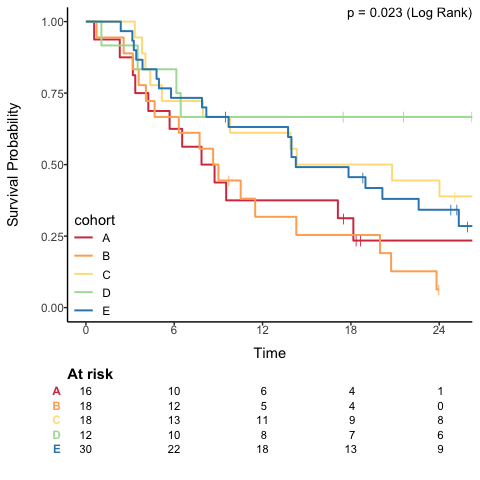 p = 0.023 (Log Rank)
Survival Probability
1.00
0.75
0.50
0.25
0.00
cohort
A
B
C
D
E
0 6 12 18 24
Time
At risk
A 16 10 6 4 1
B 18 12 5 4 0
C 18 13 11 9 8
D 12 10 8 7 6
E 30 22 18 13 9